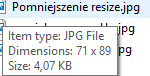 Pomniejszenie resize.jpg
Item type: JPG File
Dimensions: 71 x 89
Size: 4,07 KB